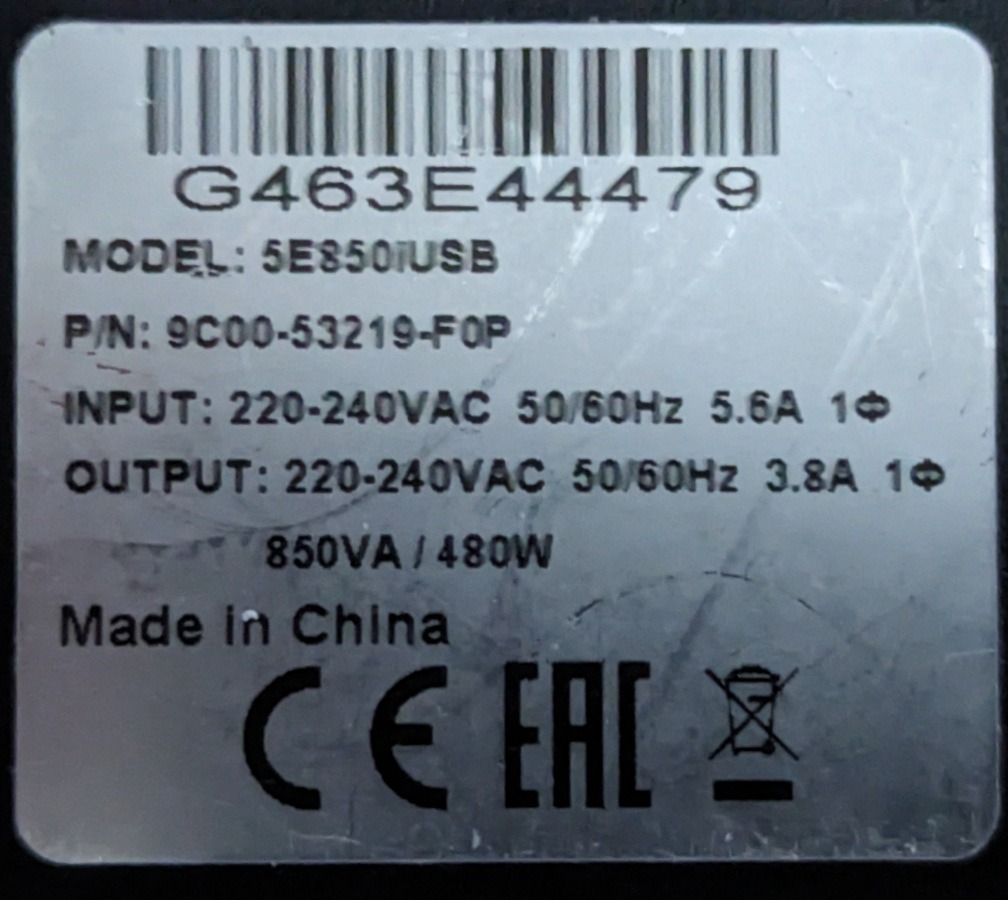 G463E44479
MODEL: 5E850iUSB
P/N: 9C00-53219-F0P
INPUT: 220-240VAC 50/60Hz 5.6A 1Φ
OUTPUT: 220-240VAC 50/60Hz 3.8A 1Φ
850VA / 480W
Made in China
CE EAC